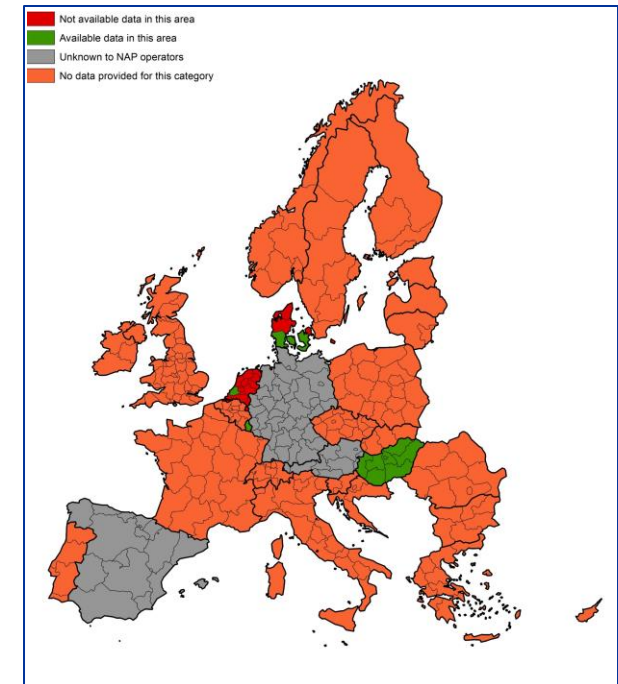 Not available data in this area
Available data in this area
Unknown to NAP operators
No data provided for this category